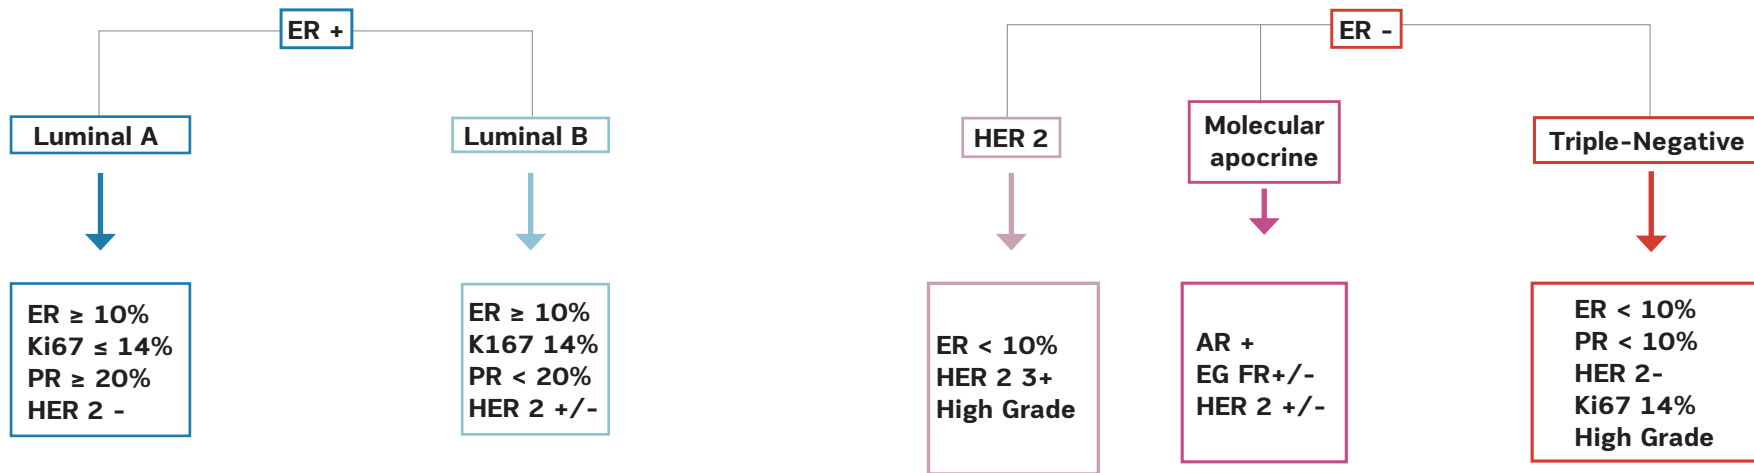 ER +
ER -
Luminal A
Luminal B
HER 2
Molecular
apocrine
Triple-Negative
ER ≥ 10%
Ki67 ≤ 14%
PR ≥ 20%
HER 2 -
ER ≥ 10%
K167 14%
PR < 20%
HER 2 +/-
ER < 10%
HER 2 3+
High Grade
AR +
EG FR+/-
HER 2 +/-
ER < 10%
PR < 10%
HER 2-
Ki67 14%
High Grade